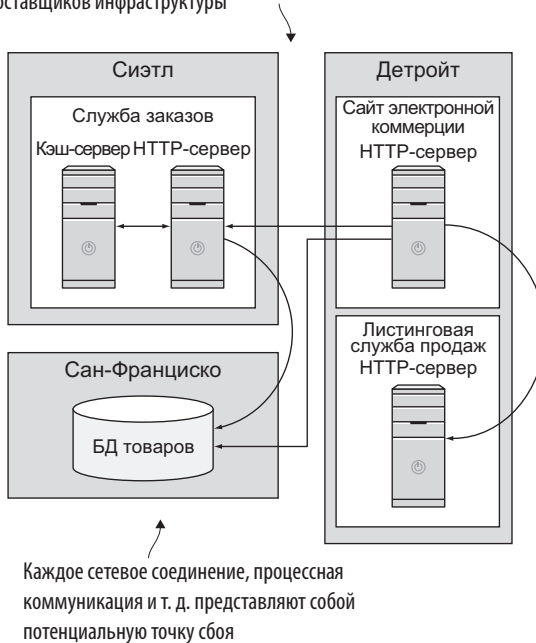 поставщиков инфраструктуры
Сиэтл
Служба заказов
Кэш-сервер HTTP-сервер
Детройт
Сайт электронной
коммерции
HTTP-сервер
Листинговая
служба продаж
HTTP-сервер
Сан-Франциско
БД товаров
Каждое сетевое соединение, процессная
коммуникация и т. д. представляют собой
потенциальную точку сбоя